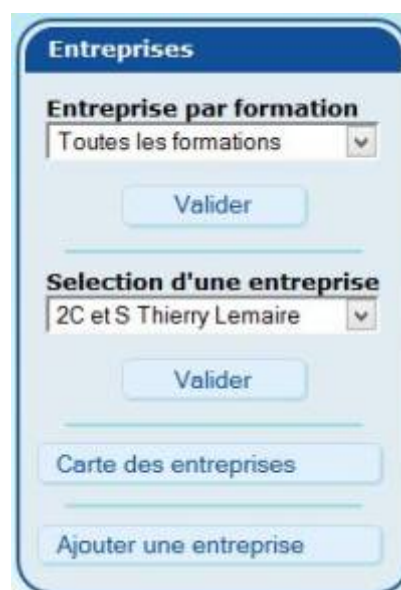 Entreprises
Entreprise par formation
Toutes les formations
Valider
Selection d'une entreprise
2C et S Thierry Lemaire
Valider
Carte des entreprises
Ajouter une entreprise